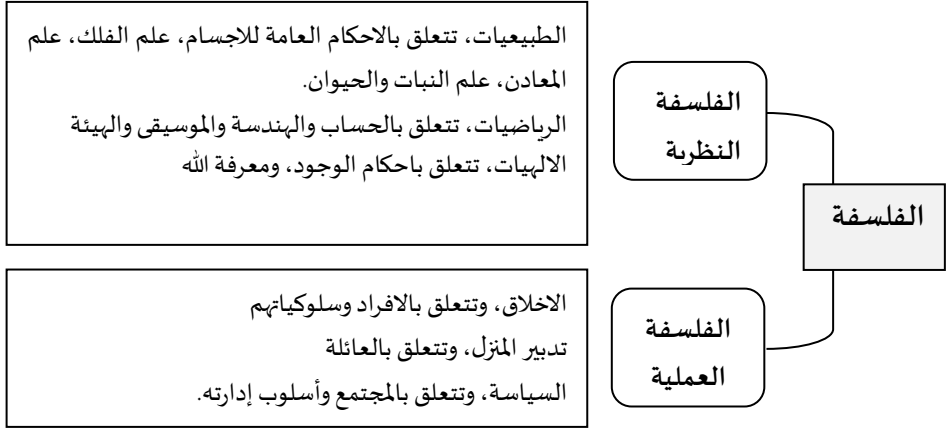 الفلسفة
الفلسفة
النظرية
الطبيعيات، تتعلق بالاحكام العامة للاجسام، علم الفلك، علم
المعادن، علم النبات والحيوان.
الرياضيات، تتعلق بالحساب والهندسة والموسيقى والهيئة
الالهيات، تتعلق باحكام الوجود، ومعرفة الله
الفلسفة
العملية
الاخلاق، وتتعلق بالافراد وسلوكياتهم
تدبير المنزل، وتتعلق بالعائلة
السياسة، وتتعلق بالمجتمع وأسلوب إدارته.